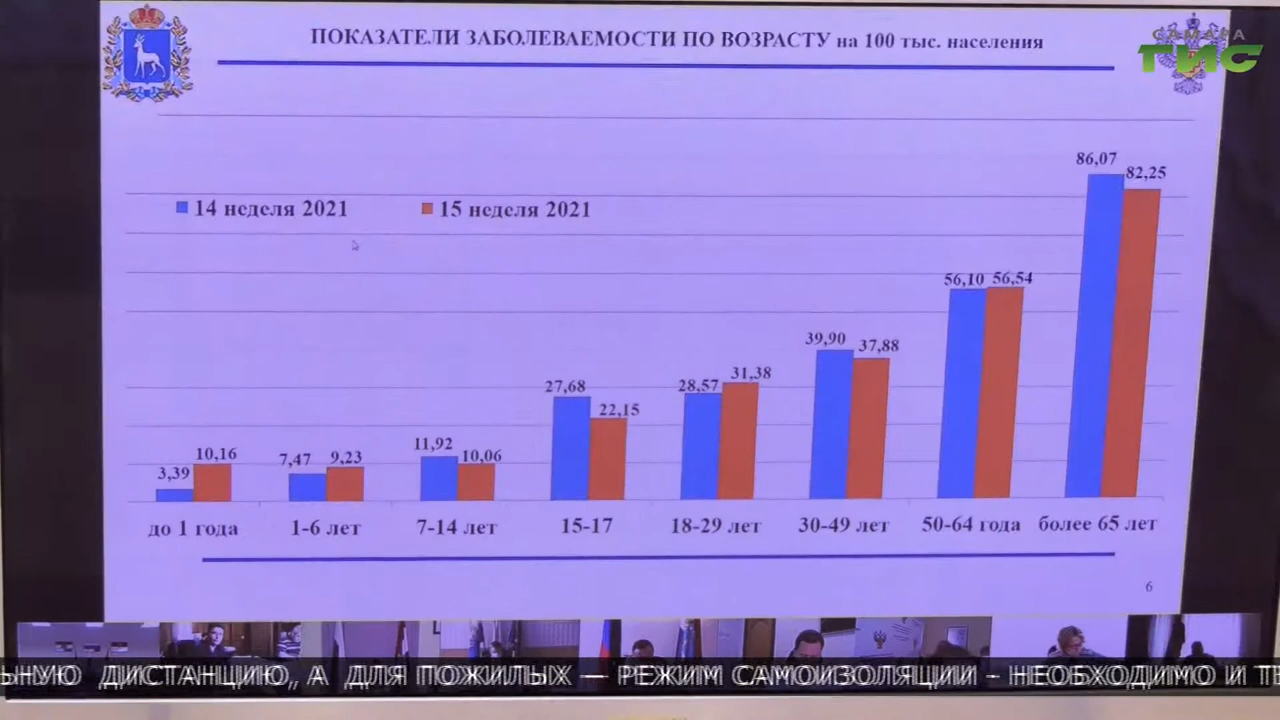 ПОКАЗАТЕЛИ ЗАБОЛЕВАЕМОСТИ ПО ВОЗРАСТУ на 100 тыс. населения
САМАРА
ГИС
14 неделя 2021
15 неделя 2021
3,39 10,16 7,47 9,23 11,92 10,06 27,68 22,15 28,57 31,38 39,90 37,88 56,10 56,54 86,07 82,25
до 1 года 1-6 лет 7-14 лет 15-17 18-29 лет 30-49 лет 50-64 года более 65 лет
6
ЬНУЮ ДИСТАНЦИЮ, А ДЛЯ ПОЖИЛЫХ — РЕЖИМ САМОИЗОЛЯЦИИ - НЕОБХОДИМО И ТЕ